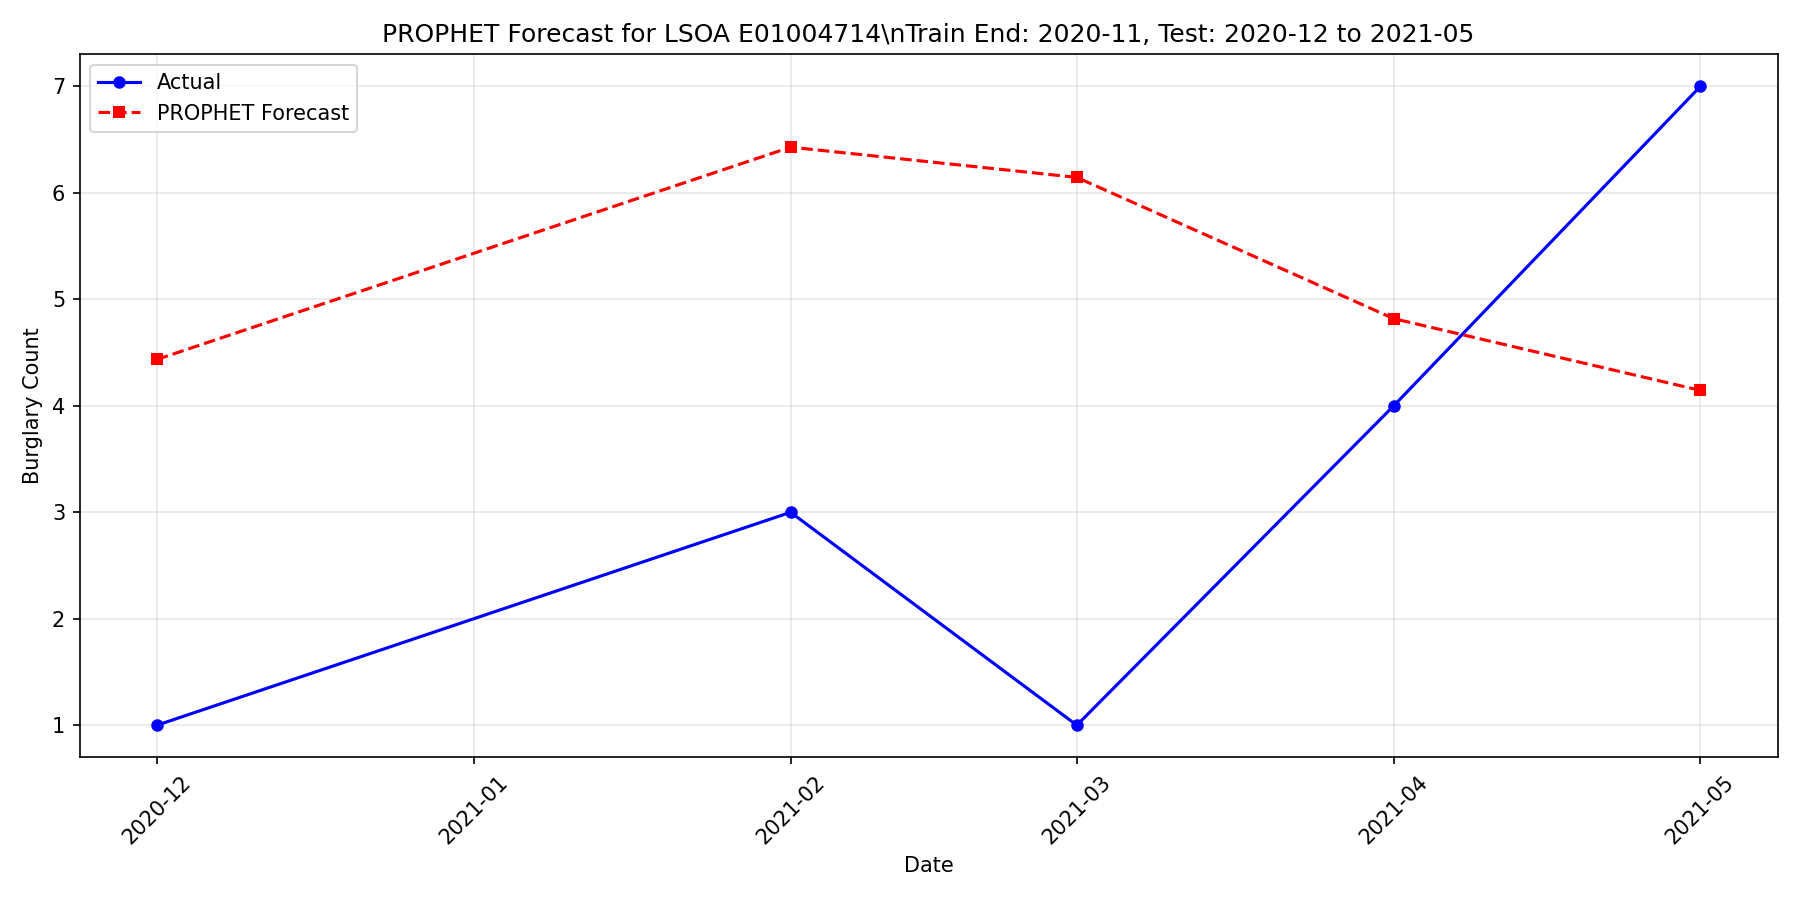 PROPHET Forecast for LSOA E01004714\nTrain End: 2020-11, Test: 2020-12 to 2021-05
Actual
PROPHET Forecast
Burglary Count
7
6
5
4
3
2
1
2020-12
2021-01
2021-02
2021-03
2021-04
2021-05
Date